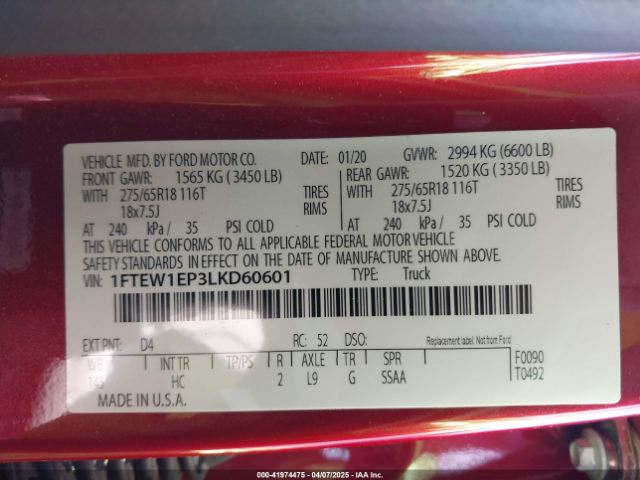 VEHICLE MFD. BY FORD MOTOR CO. DATE: 01/20 GVWR: 2994 KG (6600 LB)
FRONT GAWR: 1565 KG (3450 LB) REAR GAWR: 1520 KG (3350 LB)
WITH 275/65R18 116T TIRES WITH 275/65R18 116T TIRES
18x7.5J RIMS 18x7.5J RIMS
AT 240 kPa/ 35 PSI COLD AT 240 kPa/ 35 PSI COLD
THIS VEHICLE CONFORMS TO ALL APPLICABLE FEDERAL MOTOR VEHICLE
SAFETY STANDARDS IN EFFECT ON THE DATE OF MANUFACTURE SHOWN ABOVE.
VIN: 1FTEW1EP3LKD60601 TYPE: Truck
EXT PNT: D4 RC: 52 DSO: Replacement label: Not from Ford
WB INT TR TP/PS R AXLE TR SPR F0090
145 HC 2 L9 G SSAA T0492
MADE IN U.S.A.
000-41974475 - 04/07/2025 - Copyright IAA